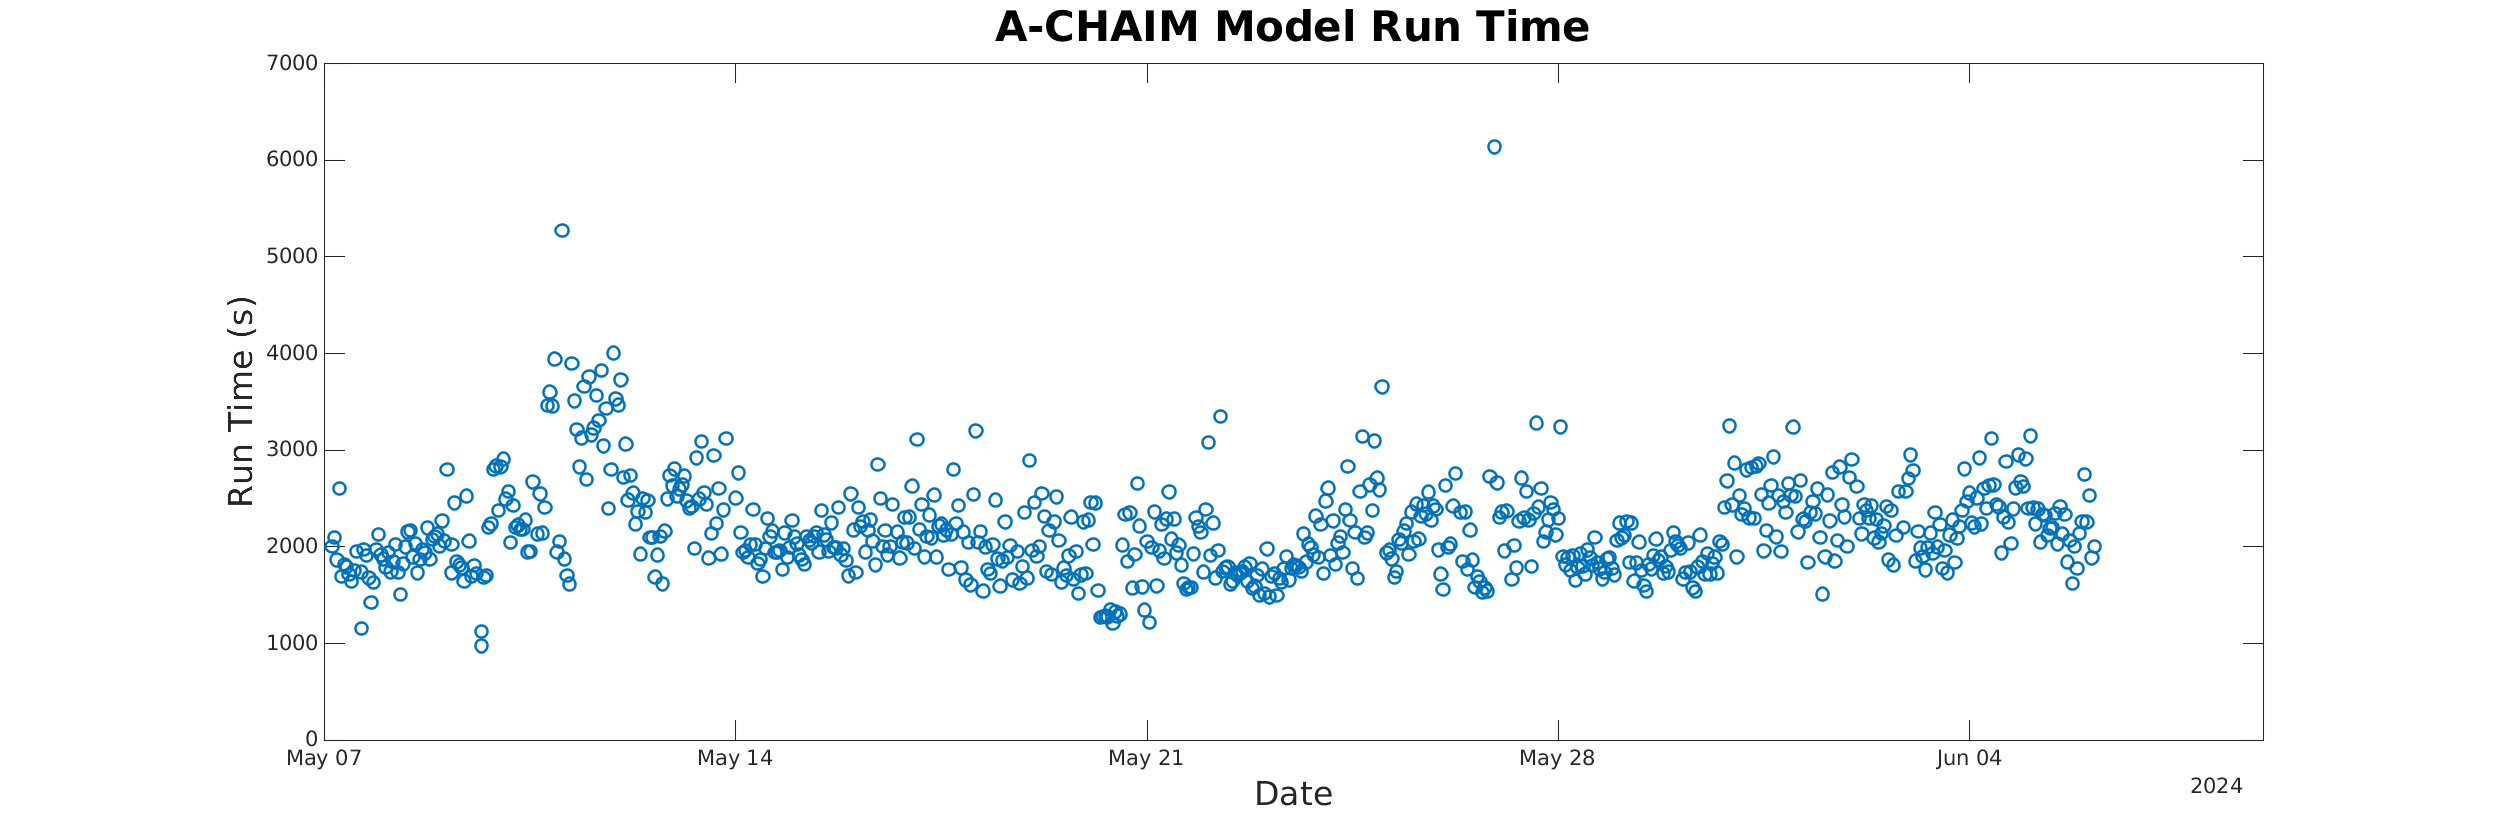 A-CHAIM Model Run Time
7000
6000
5000
4000
3000
2000
1000
0
Run Time (s)
May 07
May 14
May 21
May 28
Jun 04
2024
Date